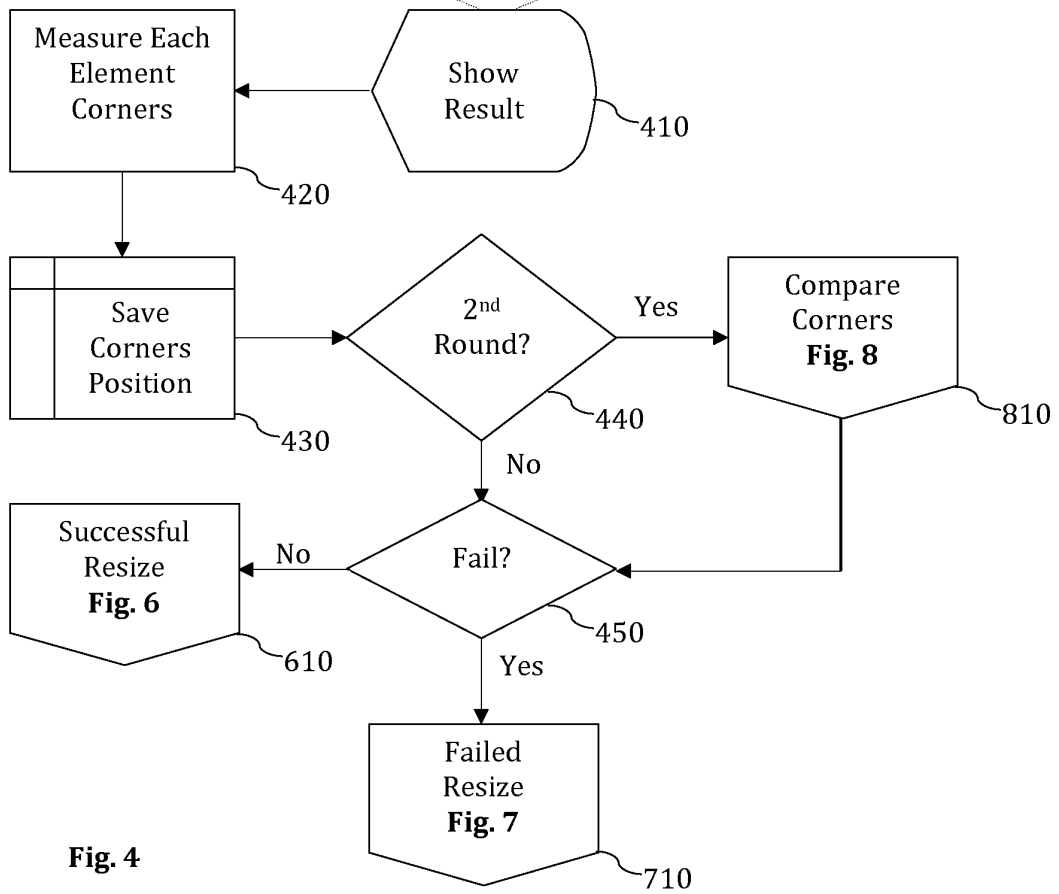 Measure Each
Element
Corners
420
Show
Result
410
Save
Corners
Position
430
2nd
Round?
440
Yes
No
Compare
Corners
Fig. 8
810
Fail?
450
No
Yes
Successful
Resize
Fig. 6
610
Failed
Resize
Fig. 7
710
Fig. 4